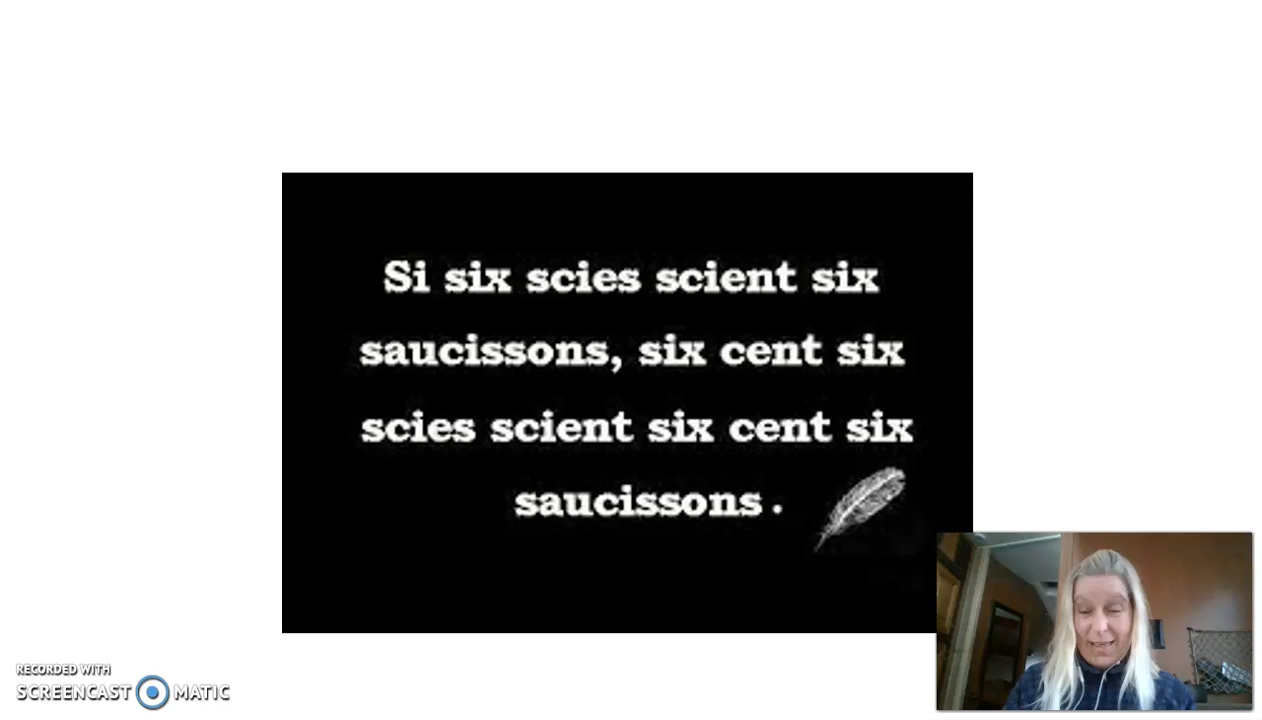 Si six scies scient six
saucissons, six cent six
scies scient six cent six
saucissons .
RECORDED WITH
SCREENCAST MATIC